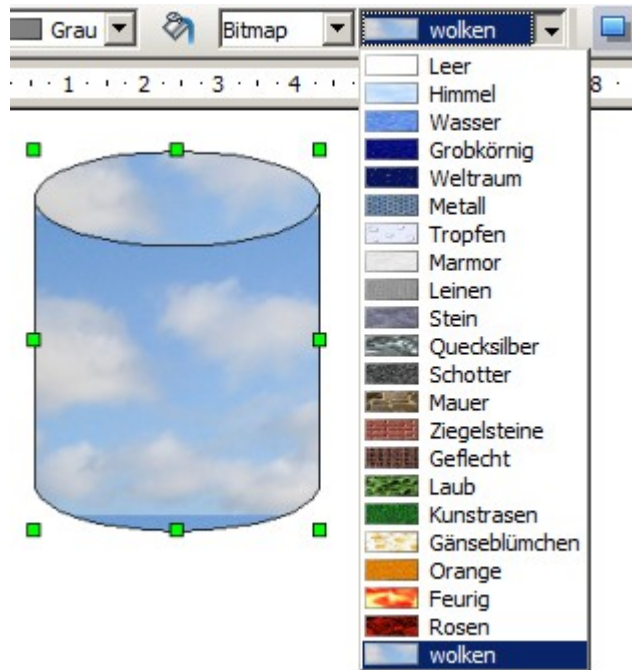 Grau Bitmap wolken
1 2 3 4 8
Leer
Himmel
Wasser
Grobkörnig
Weltraum
Metall
Tropfen
Marmor
Leinen
Stein
Quecksilber
Schotter
Mauer
Ziegelsteine
Geflecht
Laub
Kunstrasen
Gänseblümchen
Orange
Feurig
Rosen
wolken